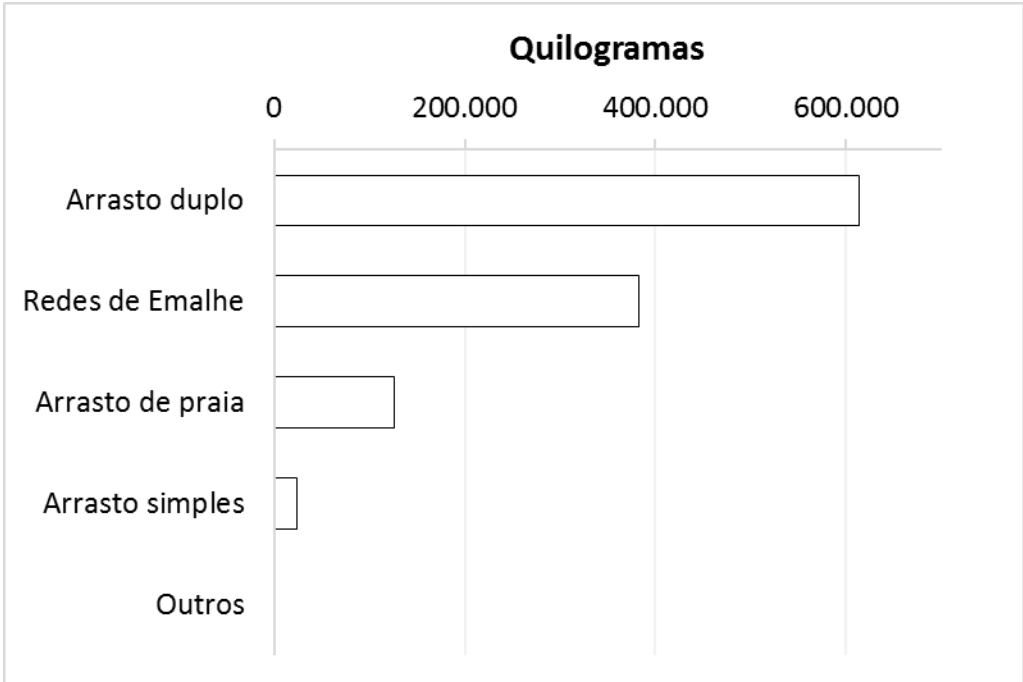 Quilogramas
0 200.000 400.000 600.000
Arrasto duplo
Redes de Emalhe
Arrasto de praia
Arrasto simples
Outros